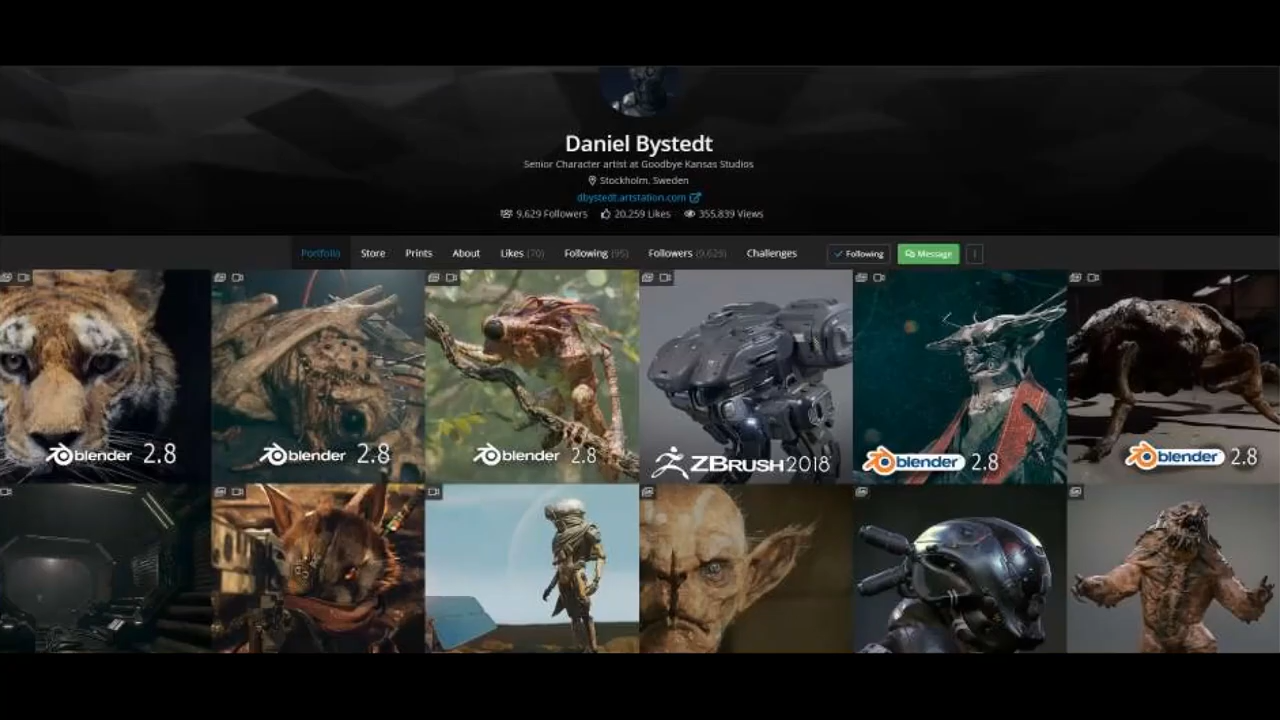 Daniel Bystedt
Senior Character artist at Goodbye Kansas Studios
Stockholm, Sweden
dbystedt.artstation.com
9,629 Followers 20,259 Likes 355,839 Views
Portfolio Store Prints About Likes (70) Following (95) Followers (9,629) Challenges Following Message
blender 2.8 blender 2.8 blender 2.8 ZBRUSH2018 blender 2.8 blender 2.8